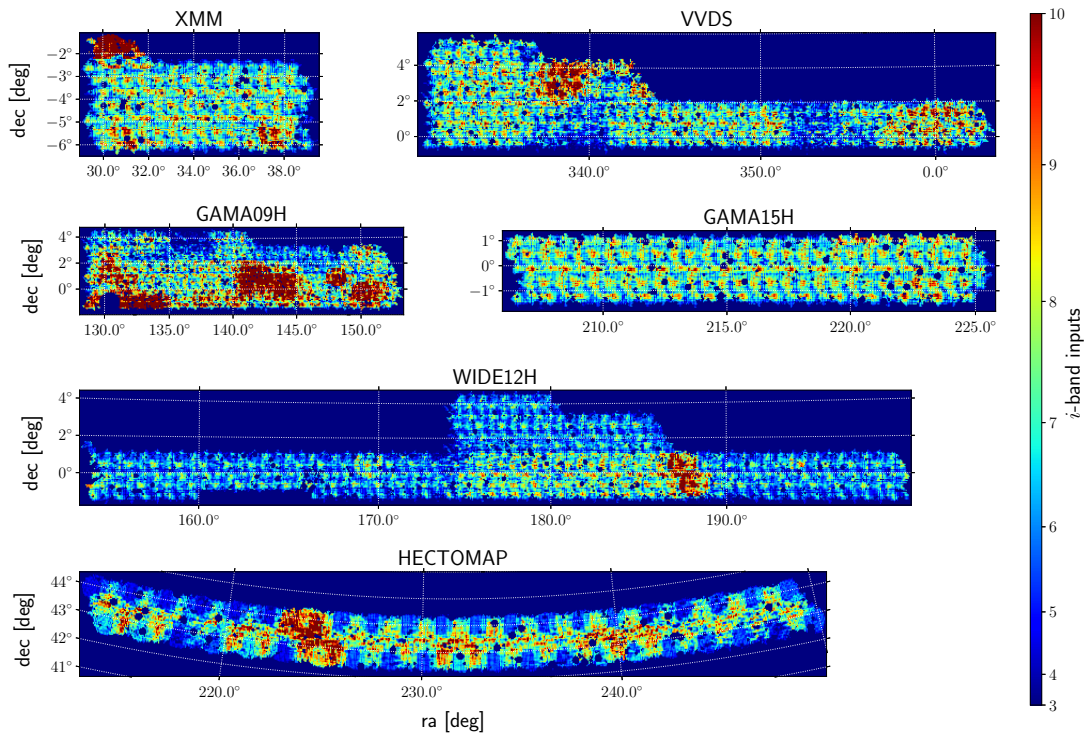 XMM
VVDS
dec [deg]
−2°
−3°
−4°
−5°
−6°
30.0° 32.0° 34.0° 36.0° 38.0°
4°
2°
0°
340.0° 350.0° 0.0°
GAMA09H
GAMA15H
dec [deg]
4°
2°
0°
130.0° 135.0° 140.0° 145.0° 150.0°
1°
0°
−1°
210.0° 215.0° 220.0° 225.0°
WIDE12H
dec [deg]
4°
2°
0°
160.0° 170.0° 180.0° 190.0°
HECTOMAP
dec [deg]
44°
43°
42°
41°
220.0° 230.0° 240.0°
ra [deg]
10
9
8
7
6
5
4
3
i-band inputs